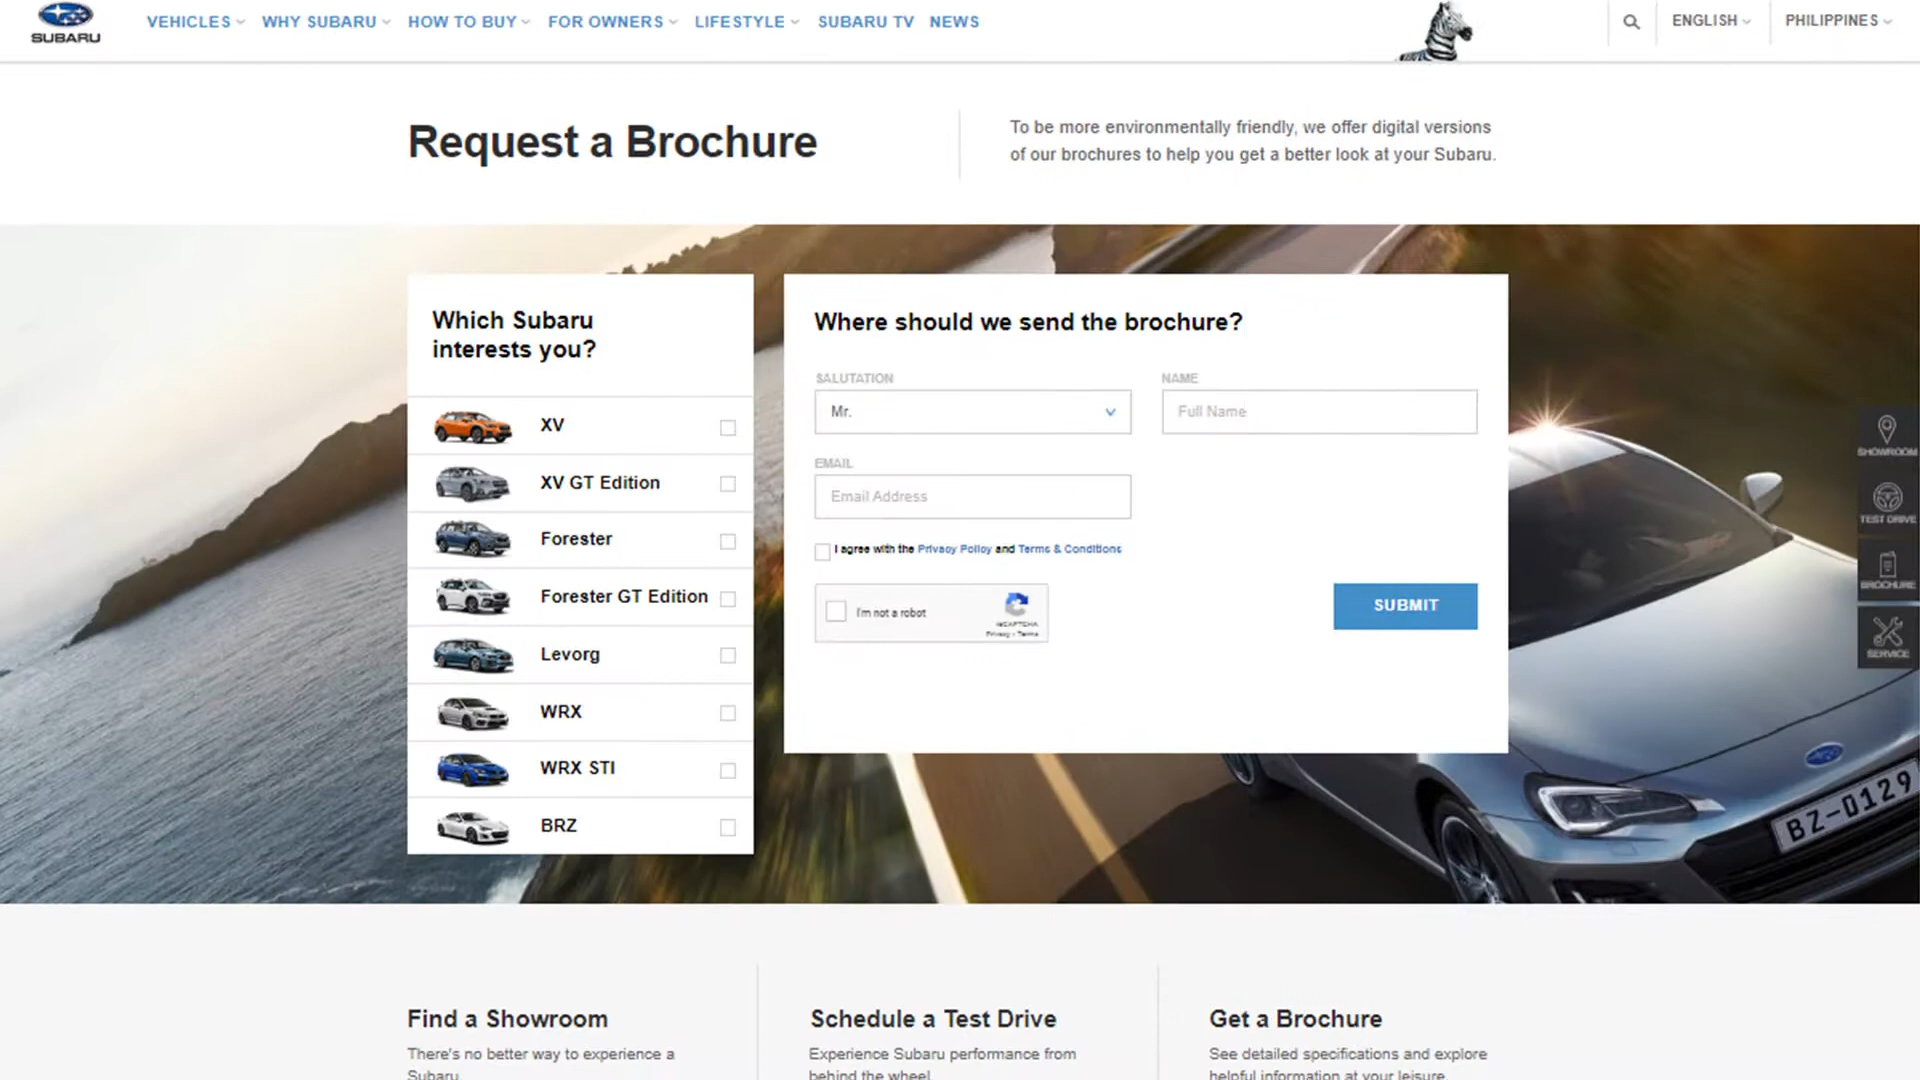 SUBARU
VEHICLES WHY SUBARU HOW TO BUY FOR OWNERS LIFESTYLE SUBARU TV NEWS
ENGLISH PHILIPPINES
Request a Brochure
To be more environmentally friendly, we offer digital versions
of our brochures to help you get a better look at your Subaru.
Which Subaru
interests you?
XV
XV GT Edition
Forester
Forester GT Edition
Levorg
WRX
WRX STI
BRZ
Where should we send the brochure?
SALUTATION
Mr.
NAME
Full Name
EMAIL
Email Address
I agree with the Privacy Policy and Terms & Conditions
I'm not a robot
reCAPTCHA
Privacy - Terms
SUBMIT
SHOWROOM
TEST DRIVE
BROCHURE
SERVICE
BZ-0129
Find a Showroom
There's no better way to experience a
Subaru.
Schedule a Test Drive
Experience Subaru performance from
behind the wheel.
Get a Brochure
See detailed specifications and explore
helpful information at your leisure.